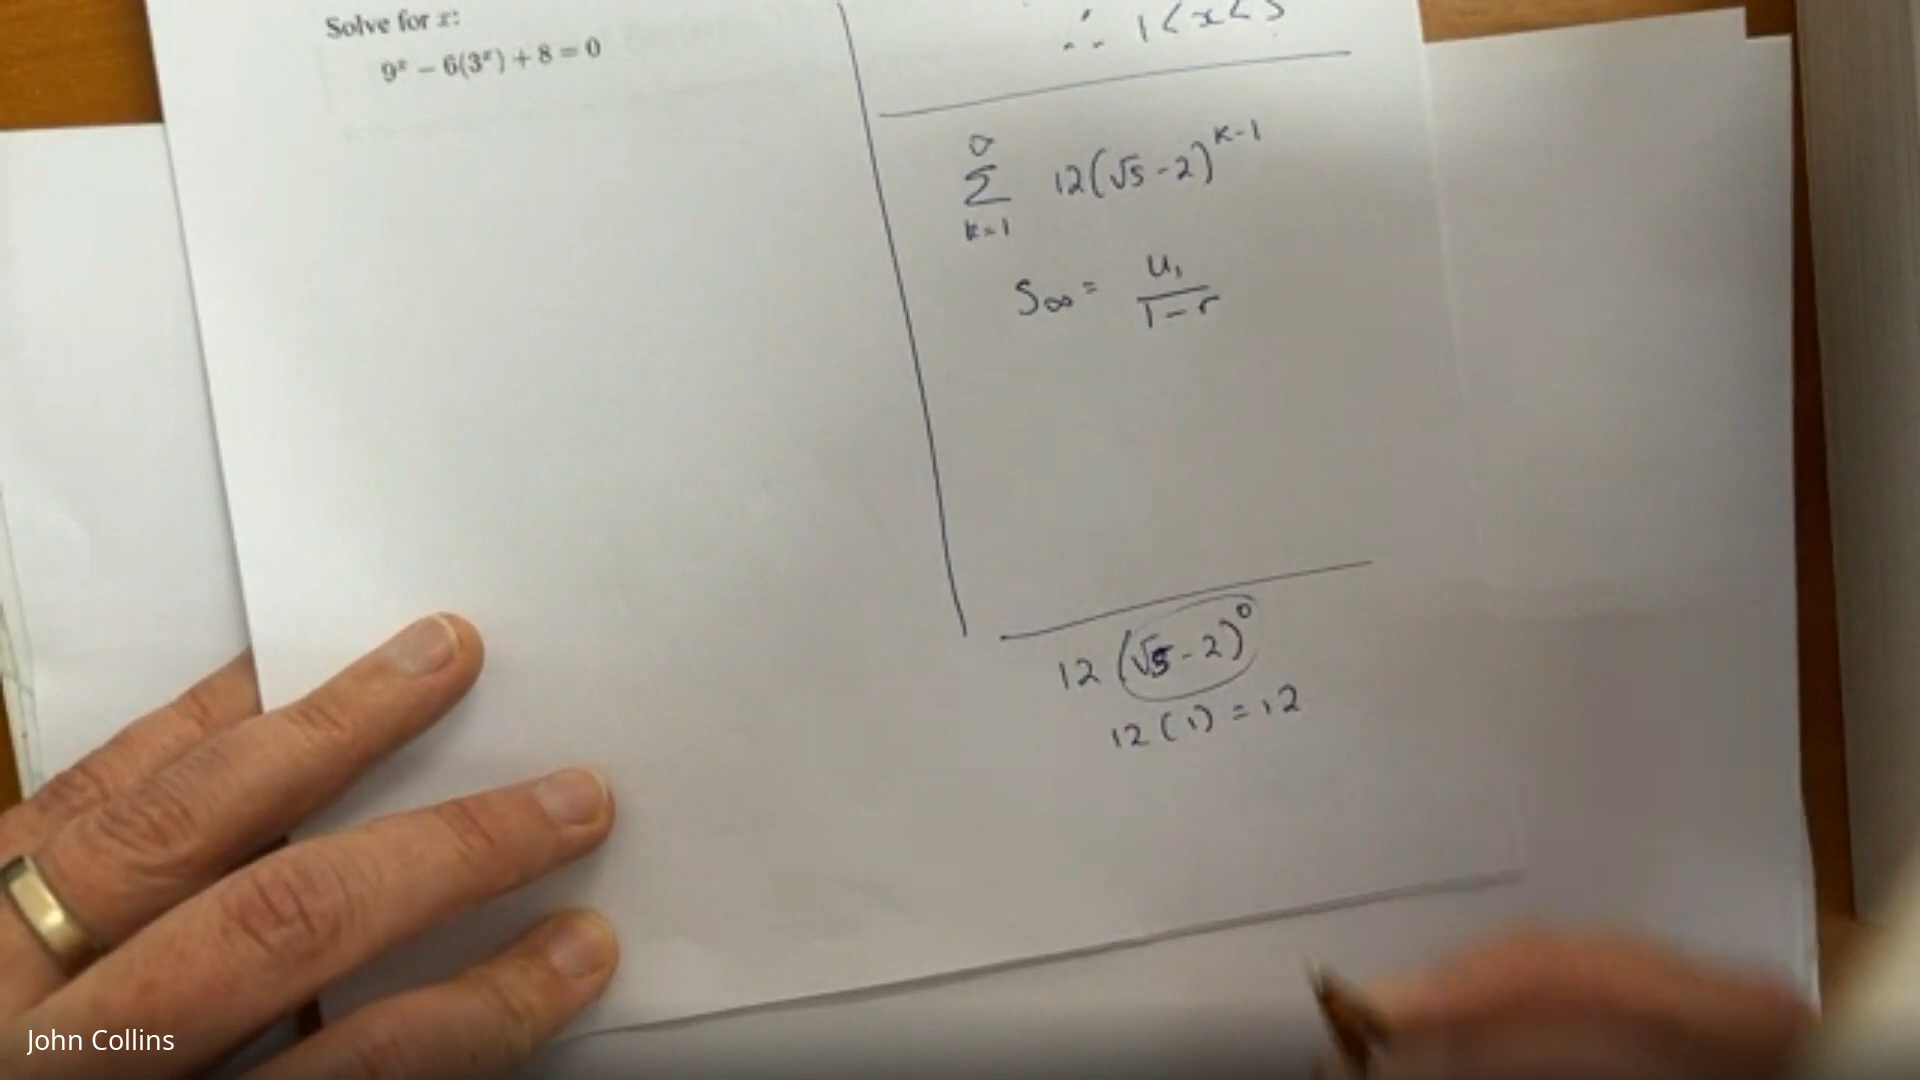 Solve for x:
9^x − 6(3^x) + 8 = 0
∴ 1 < x < 5
∞
Σ 12(√5 - 2)^{k-1}
k=1
S∞ = u₁ / (1 - r)
12 (√5 - 2)^0
12 (1) = 12
John Collins